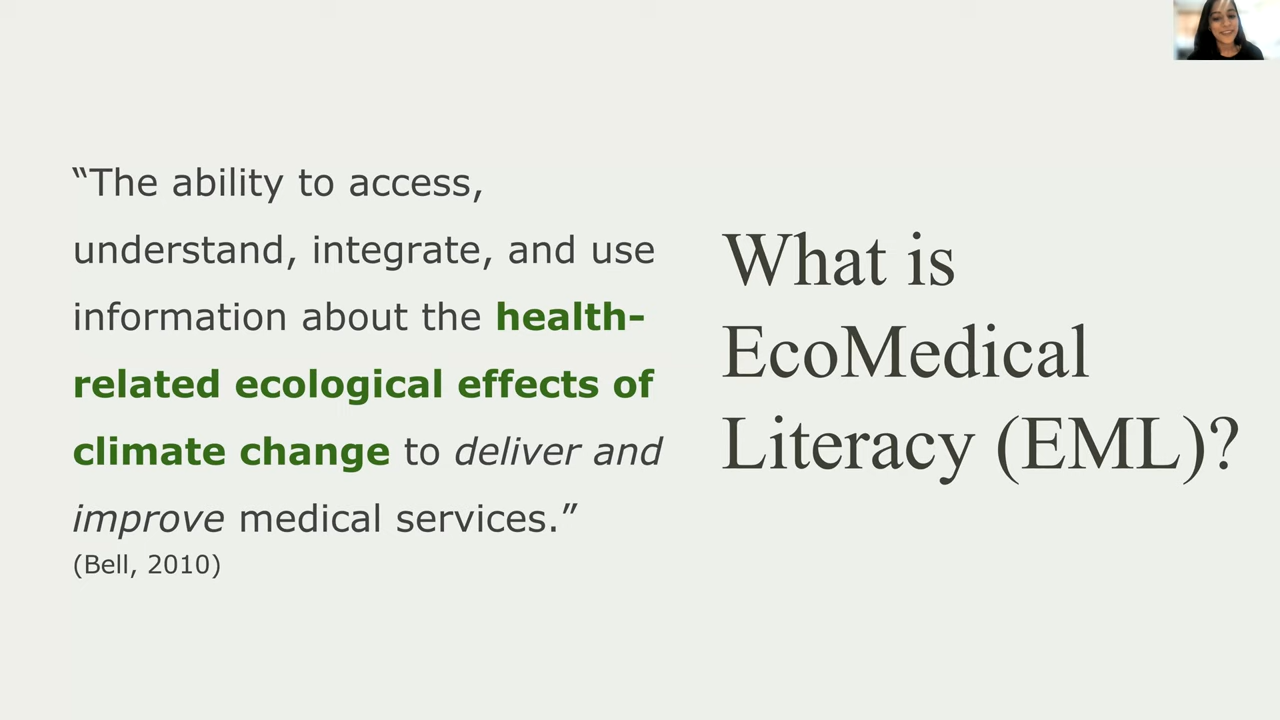 “The ability to access,
understand, integrate, and use
information about the health-
related ecological effects of
climate change to deliver and
improve medical services.”
(Bell, 2010)
What is
EcoMedical
Literacy (EML)?